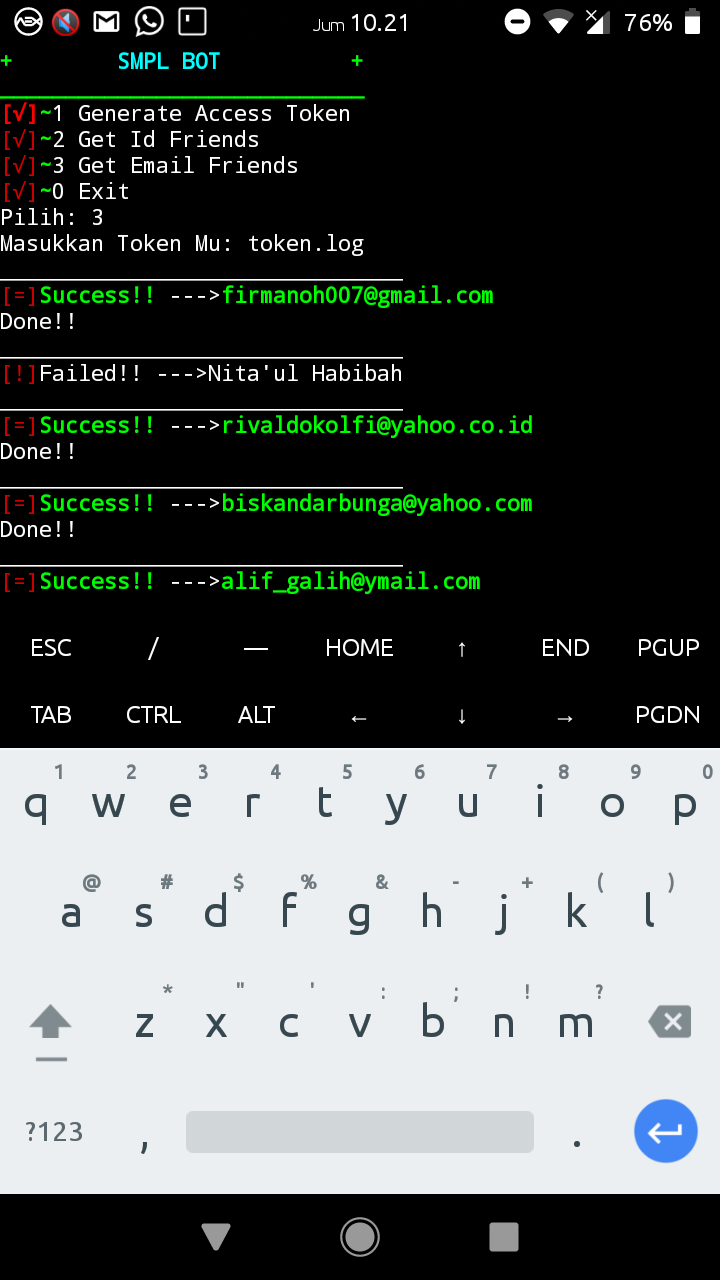 Jum 10.21 76%
+ SMPL BOT +
[√]~1 Generate Access Token
[√]~2 Get Id Friends
[√]~3 Get Email Friends
[√]~0 Exit
Pilih: 3
Masukkan Token Mu: token.log
[=]Success!! --->firmanoh007@gmail.com
Done!!
[!]Failed!! --->Nita'ul Habibah
[=]Success!! --->rivaldokolfi@yahoo.co.id
Done!!
[=]Success!! --->biskandarbunga@yahoo.com
Done!!
[=]Success!! --->alif_galih@ymail.com
ESC / — HOME ↑ END PGUP
TAB CTRL ALT ← ↓ → PGDN
1 2 3 4 5 6 7 8 9 0
q w e r t y u i o p
@ # $ % & - + ( )
a s d f g h j k l
* " ' : ; ! ?
z x c v b n m
?123 , .